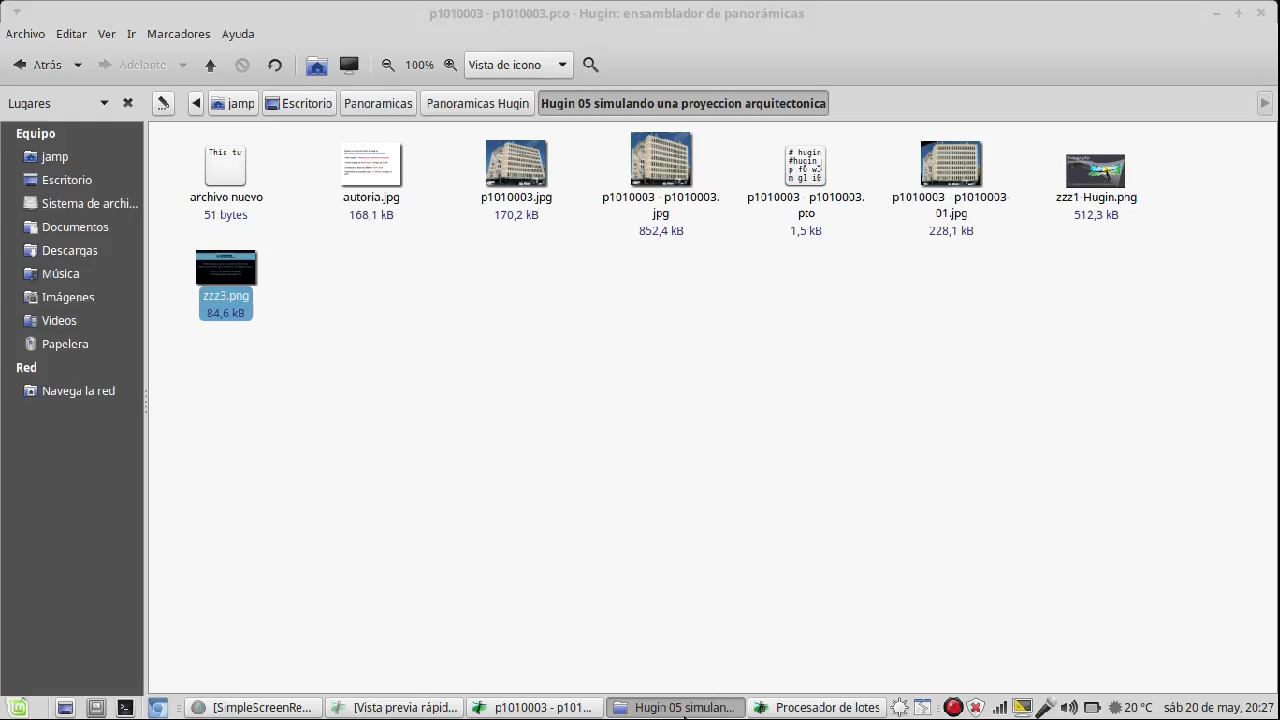 p1010003 - p1010003.pto - Hugin: ensamblador de panorámicas
Archivo Editar Ver Ir Marcadores Ayuda
Atrás Adelante 100% Vista de icono
Lugares jamp Escritorio Panoramicas Panoramicas Hugin Hugin 05 simulando una proyeccion arquitectonica
Equipo
jamp
Escritorio
Sistema de archi...
Documentos
Descargas
Música
Imágenes
Videos
Papelera
Red
Navega la red
archivo nuevo
51 bytes
autoria.jpg
168,1 kB
p1010003.jpg
170,2 kB
p1010003 - p1010003.
jpg
852,4 kB
p1010003 - p1010003.
pto
1,5 kB
p1010003 - p1010003-
01.jpg
228,1 kB
zzz1-Hugin.png
512,3 kB
zzz3.png
84,6 kB
[SimpleScreenRe... [Vista previa rápid... p1010003 - p101... Hugin 05 simulan... Procesador de lotes 20 °C sáb 20 de may, 20:27